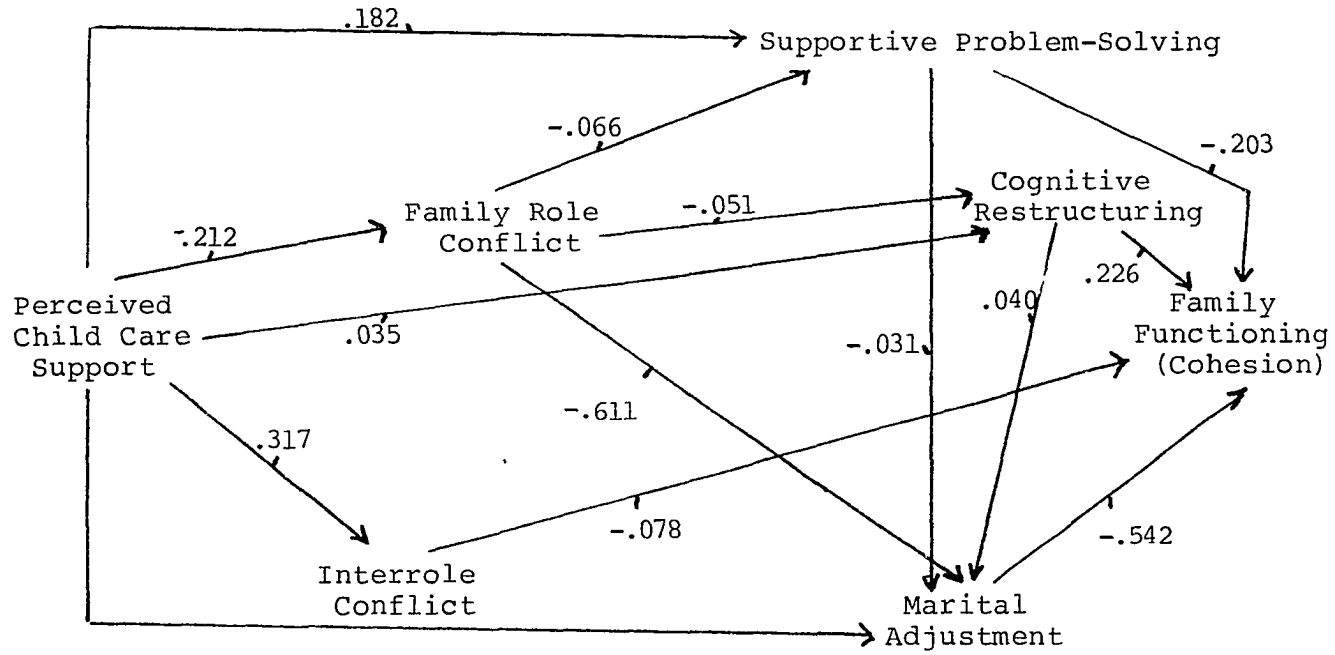 .182
Supportive Problem-Solving
-.066
-.203
Cognitive
Restructuring
-.051
Family Role
Conflict
-.212
.226
.040
Perceived
Child Care
Support
.035
Family
Functioning
(Cohesion)
-.031
-.611
.317
-.078
-.542
Interrole
Conflict
Marital
Adjustment